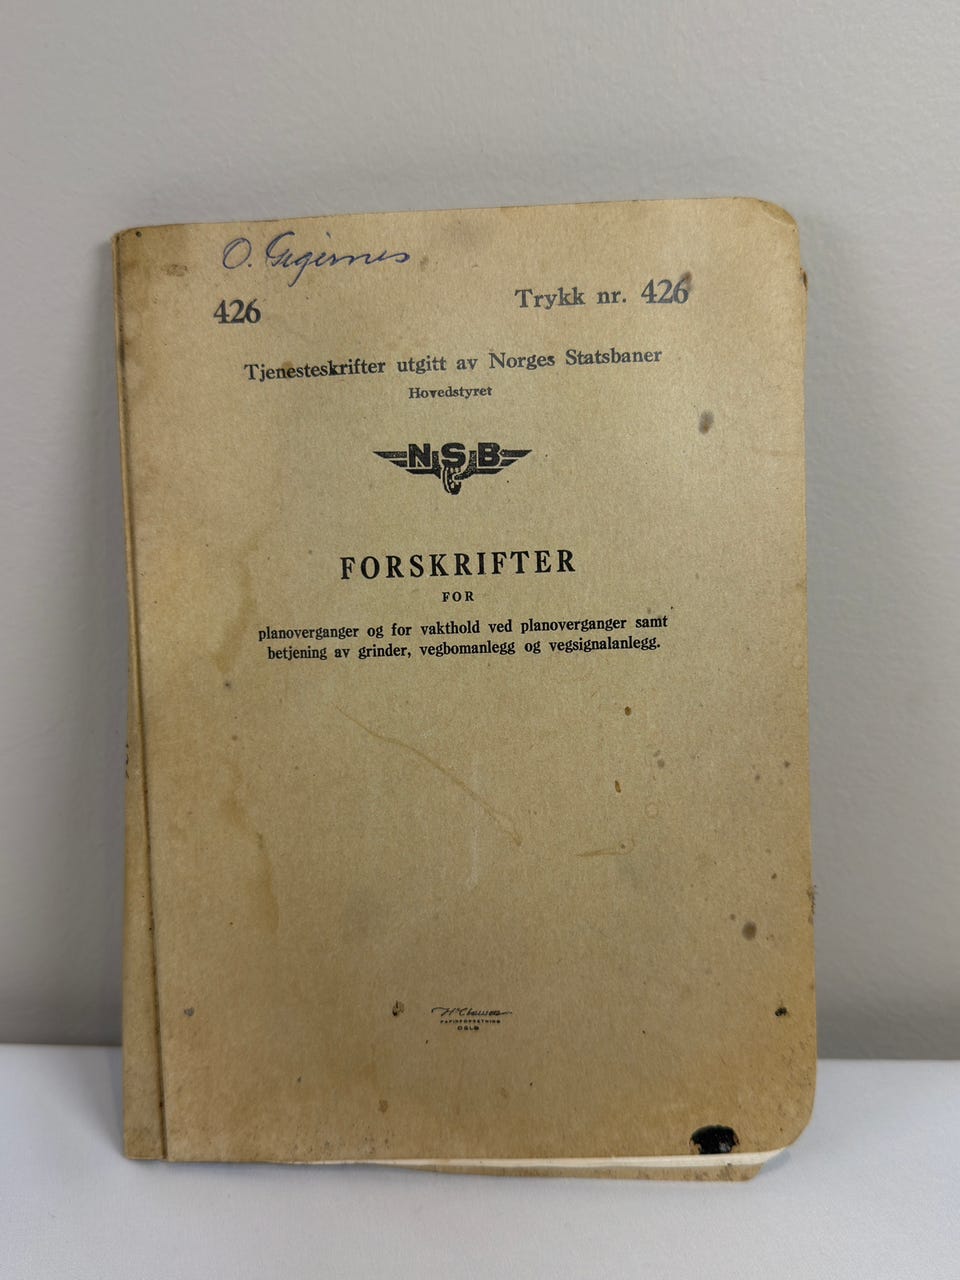 O.
426
Trykk nr. 426
Tjenesteskrifter utgitt av Norges Statsbaner
Hovedstyret
NSB
FORSKRIFTER
FOR
planoverganger og for vakthold ved planoverganger samt
betjening av grinder, vegbomanlegg og vegsignalanlegg.
OSLO